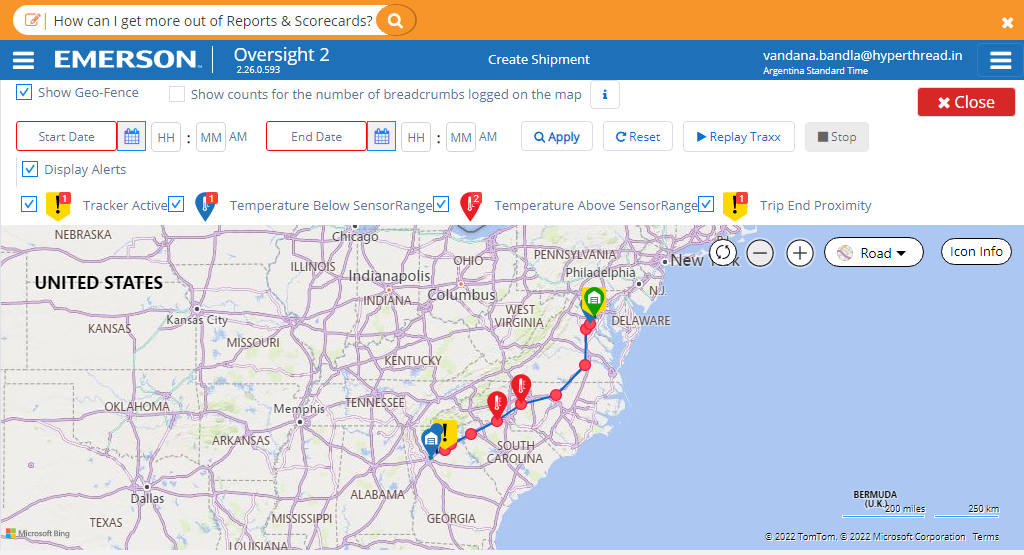 How can I get more out of Reports & Scorecards?
EMERSON
Oversight 2
2.26.0.593
Create Shipment
vandana.bandla@hyperthread.in
Argentina Standard Time
Show Geo-Fence
Show counts for the number of breadcrumbs logged on the map
i
Close
Start Date
HH : MM AM
End Date
HH : MM AM
Apply
Reset
Replay Traxx
Stop
Display Alerts
1 Tracker Active
1 Temperature Below SensorRange
2 Temperature Above SensorRange
1 Trip End Proximity
NEBRASKA
Chicago
Road
Icon Info
ILLINOIS
OHIO
PENNSYLVANIA
New York
Indianapolis
Philadelphia
UNITED STATES
INDIANA
Columbus
N.J.
WEST
VIRGINIA
DELAWARE
Kansas City
KANSAS
MISSOURI
KENTUCKY
OKLAHOMA
Memphis
TENNESSEE
ARKANSAS
SOUTH
CAROLINA
Dallas
ALABAMA
BERMUDA
(U.K.)
200 miles
250 km
TEXAS
MISSISSIPPI
GEORGIA
Microsoft Bing
© 2022 TomTom, © 2022 Microsoft Corporation Terms
LOUISIANA